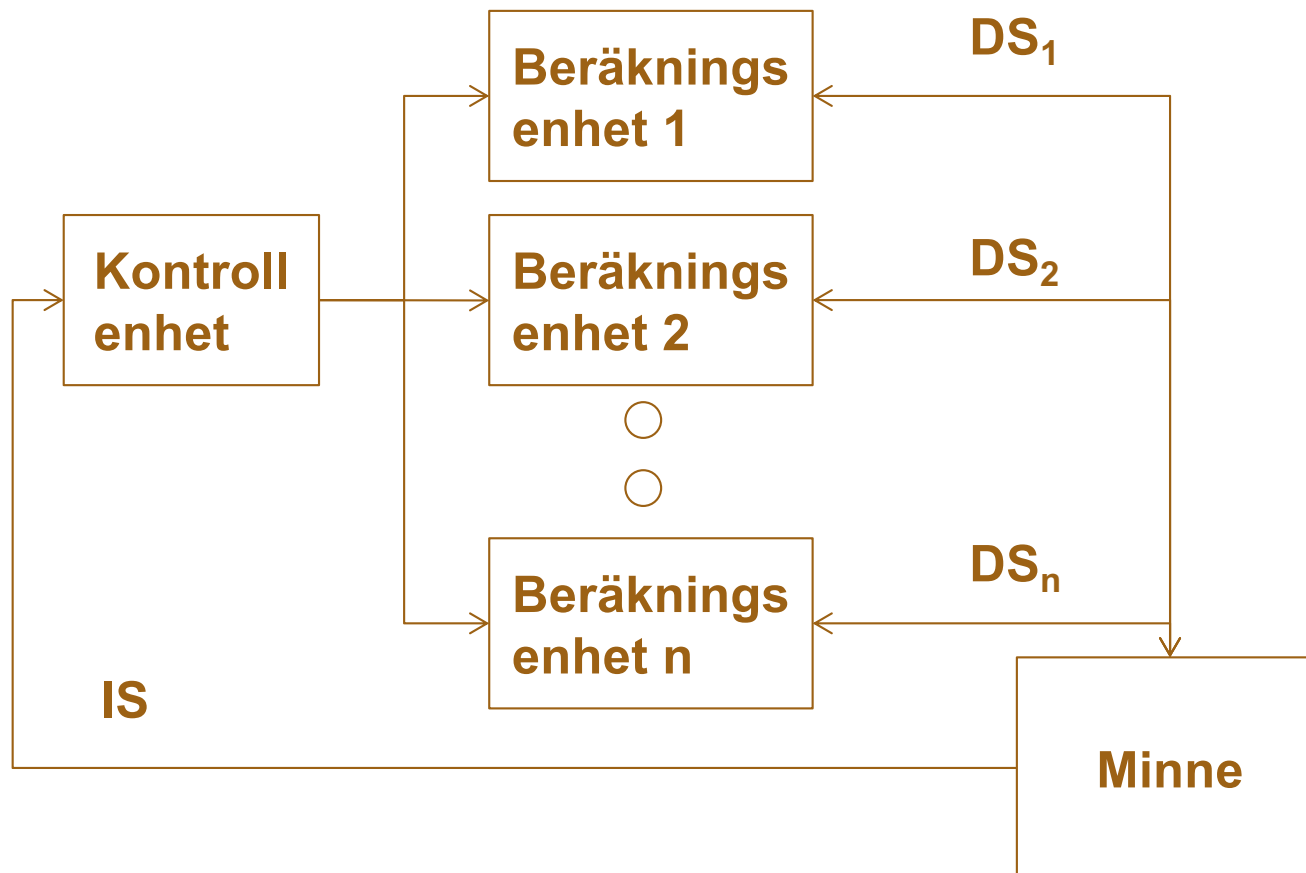 Beräknings
enhet 1
DS₁
Kontroll
enhet
Beräknings
enhet 2
DS₂
Beräknings
enhet n
DSₙ
IS
Minne